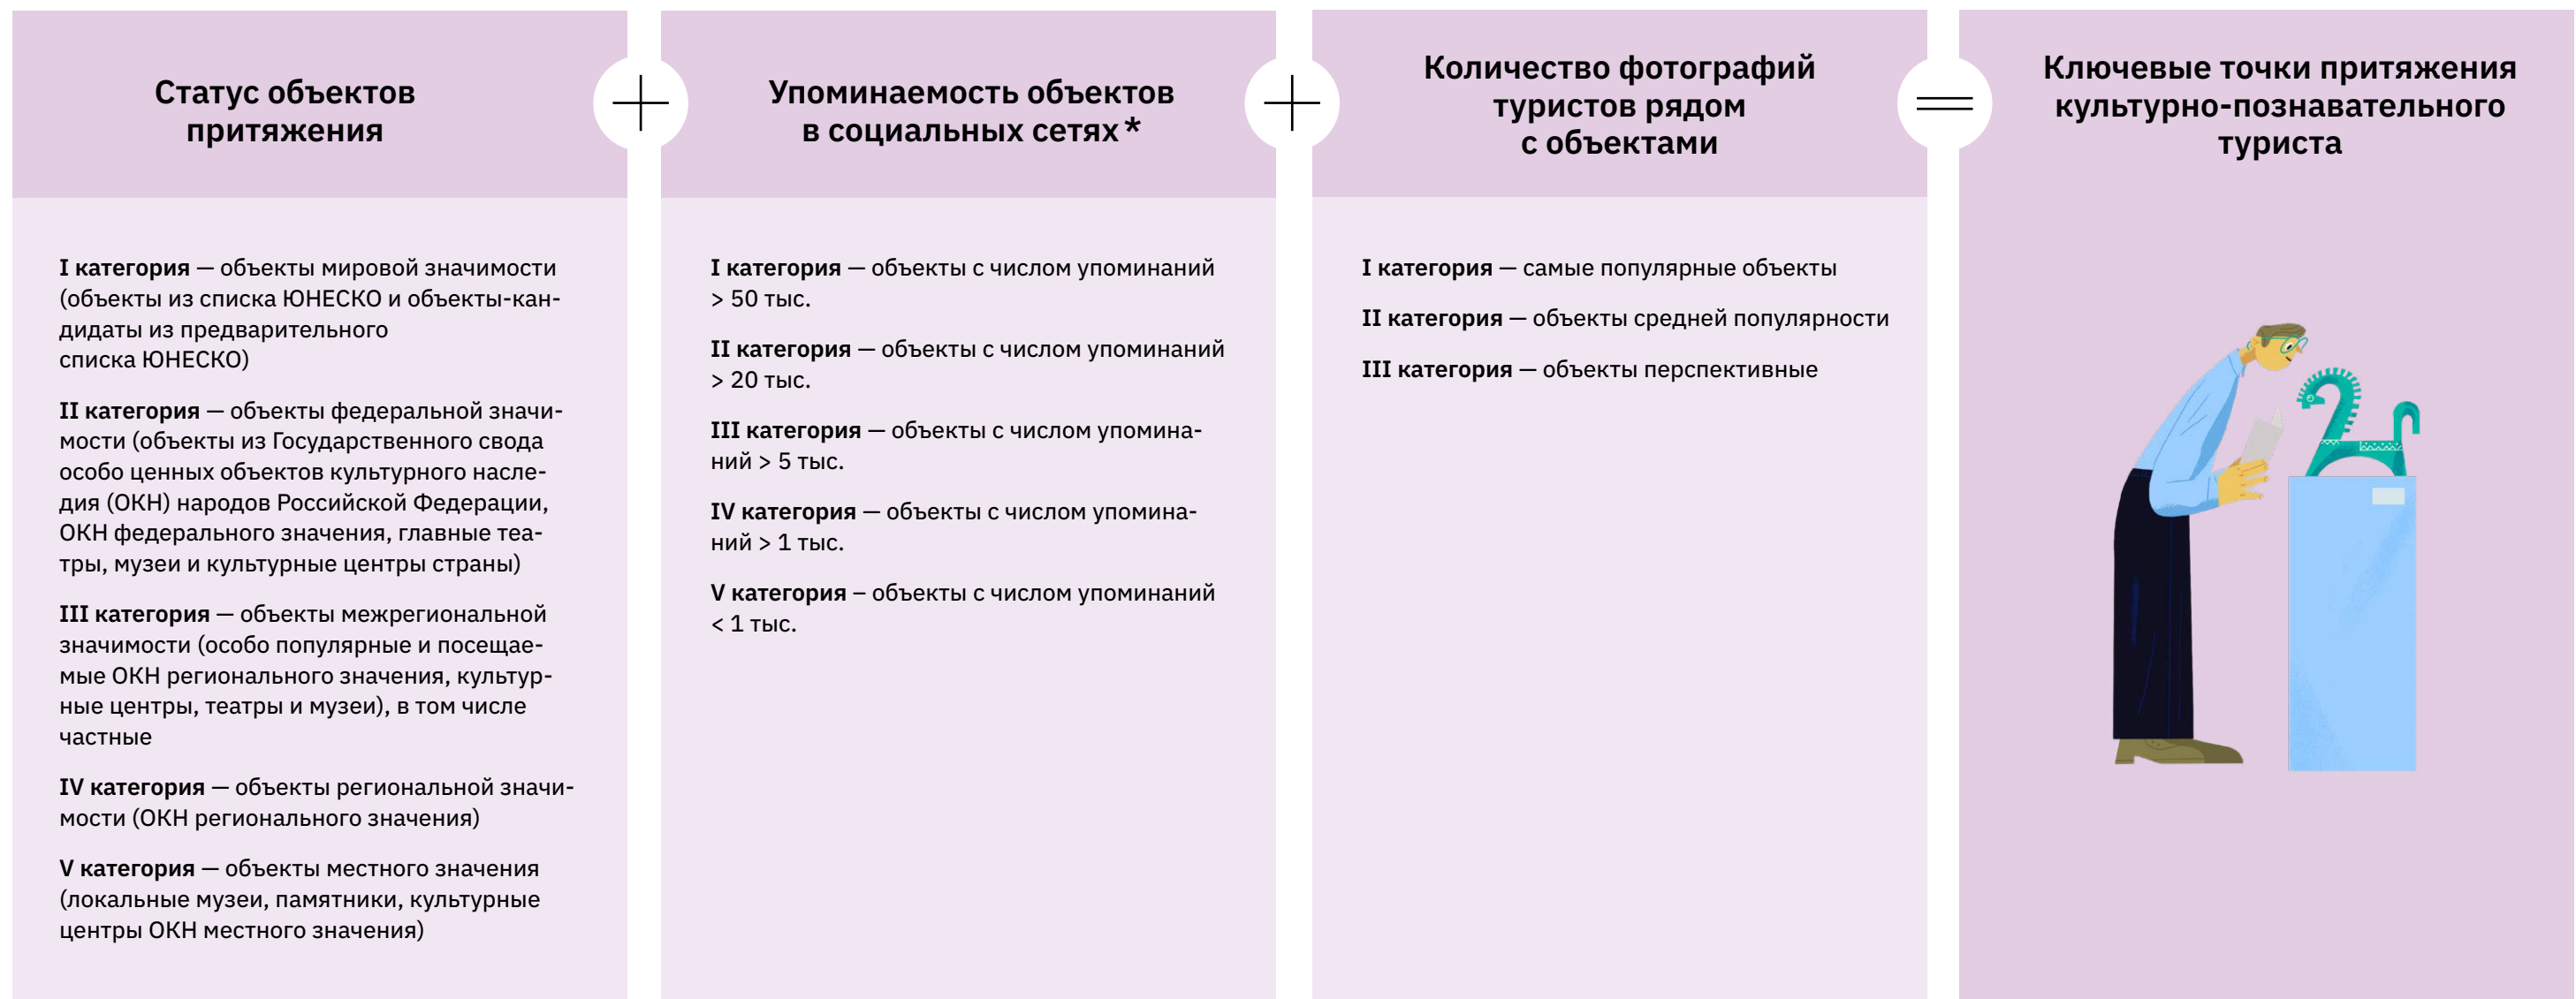 Статус объектов
притяжения
I категория — объекты мировой значимости
(объекты из списка ЮНЕСКО и объекты-кан-
дидаты из предварительного
списка ЮНЕСКО)
II категория — объекты федеральной значи-
мости (объекты из Государственного свода
особо ценных объектов культурного насле-
дия (ОКН) народов Российской Федерации,
ОКН федерального значения, главные теа-
тры, музеи и культурные центры страны)
III категория — объекты межрегиональной
значимости (особо популярные и посещае-
мые ОКН регионального значения, культур-
ные центры, театры и музеи), в том числе
частные
IV категория — объекты региональной значи-
мости (ОКН регионального значения)
V категория — объекты местного значения
(локальные музеи, памятники, культурные
центры ОКН местного значения)
+
Упоминаемость объектов
в социальных сетях *
I категория — объекты с числом упоминаний
> 50 тыс.
II категория — объекты с числом упоминаний
> 20 тыс.
III категория — объекты с числом упомина-
ний > 5 тыс.
IV категория — объекты с числом упомина-
ний > 1 тыс.
V категория – объекты с числом упоминаний
< 1 тыс.
+
Количество фотографий
туристов рядом
с объектами
I категория — самые популярные объекты
II категория — объекты средней популярности
III категория — объекты перспективные
=
Ключевые точки притяжения
культурно-познавательного
туриста